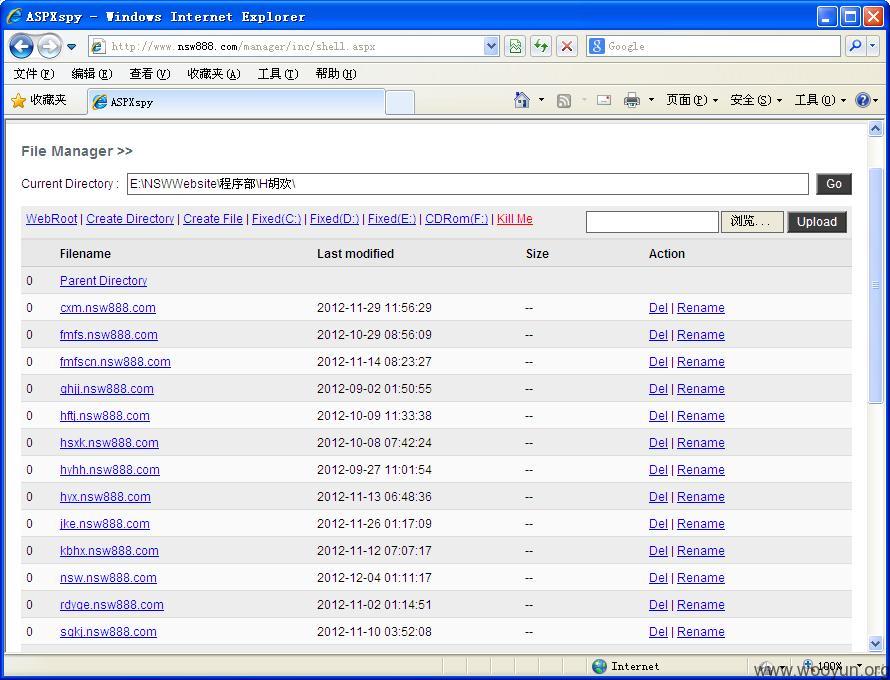 ASPXspy - Windows Internet Explorer
http://www.nsw888.com/manager/inc/shell.aspx
Google
文件(F) 编辑(E) 查看(V) 收藏夹(A) 工具(T) 帮助(H)
收藏夹 ASPXspy 页面(P) 安全(S) 工具(O)
File Manager >>
Current Directory : E:\NSWWebsite\程序部\H胡欢\ Go
WebRoot | Create Directory | Create File | Fixed(C:) | Fixed(D:) | Fixed(E:) | CDRom(F:) | Kill Me 浏览... Upload
Filename Last modified Size Action
0 Parent Directory
0 cxm.nsw888.com 2012-11-29 11:56:29 -- Del | Rename
0 fmfs.nsw888.com 2012-10-29 08:56:09 -- Del | Rename
0 fmfscn.nsw888.com 2012-11-14 08:23:27 -- Del | Rename
0 ghjj.nsw888.com 2012-09-02 01:50:55 -- Del | Rename
0 hftj.nsw888.com 2012-10-09 11:33:38 -- Del | Rename
0 hsxk.nsw888.com 2012-10-08 07:42:24 -- Del | Rename
0 hyhh.nsw888.com 2012-09-27 11:01:54 -- Del | Rename
0 hyx.nsw888.com 2012-11-13 06:48:36 -- Del | Rename
0 jke.nsw888.com 2012-11-26 01:17:09 -- Del | Rename
0 kbhx.nsw888.com 2012-11-12 07:07:17 -- Del | Rename
0 nsw.nsw888.com 2012-12-04 01:11:17 -- Del | Rename
0 rdyge.nsw888.com 2012-11-02 01:14:51 -- Del | Rename
0 sgkj.nsw888.com 2012-11-10 03:52:08 -- Del | Rename
Internet 100%
www.wooyun.org